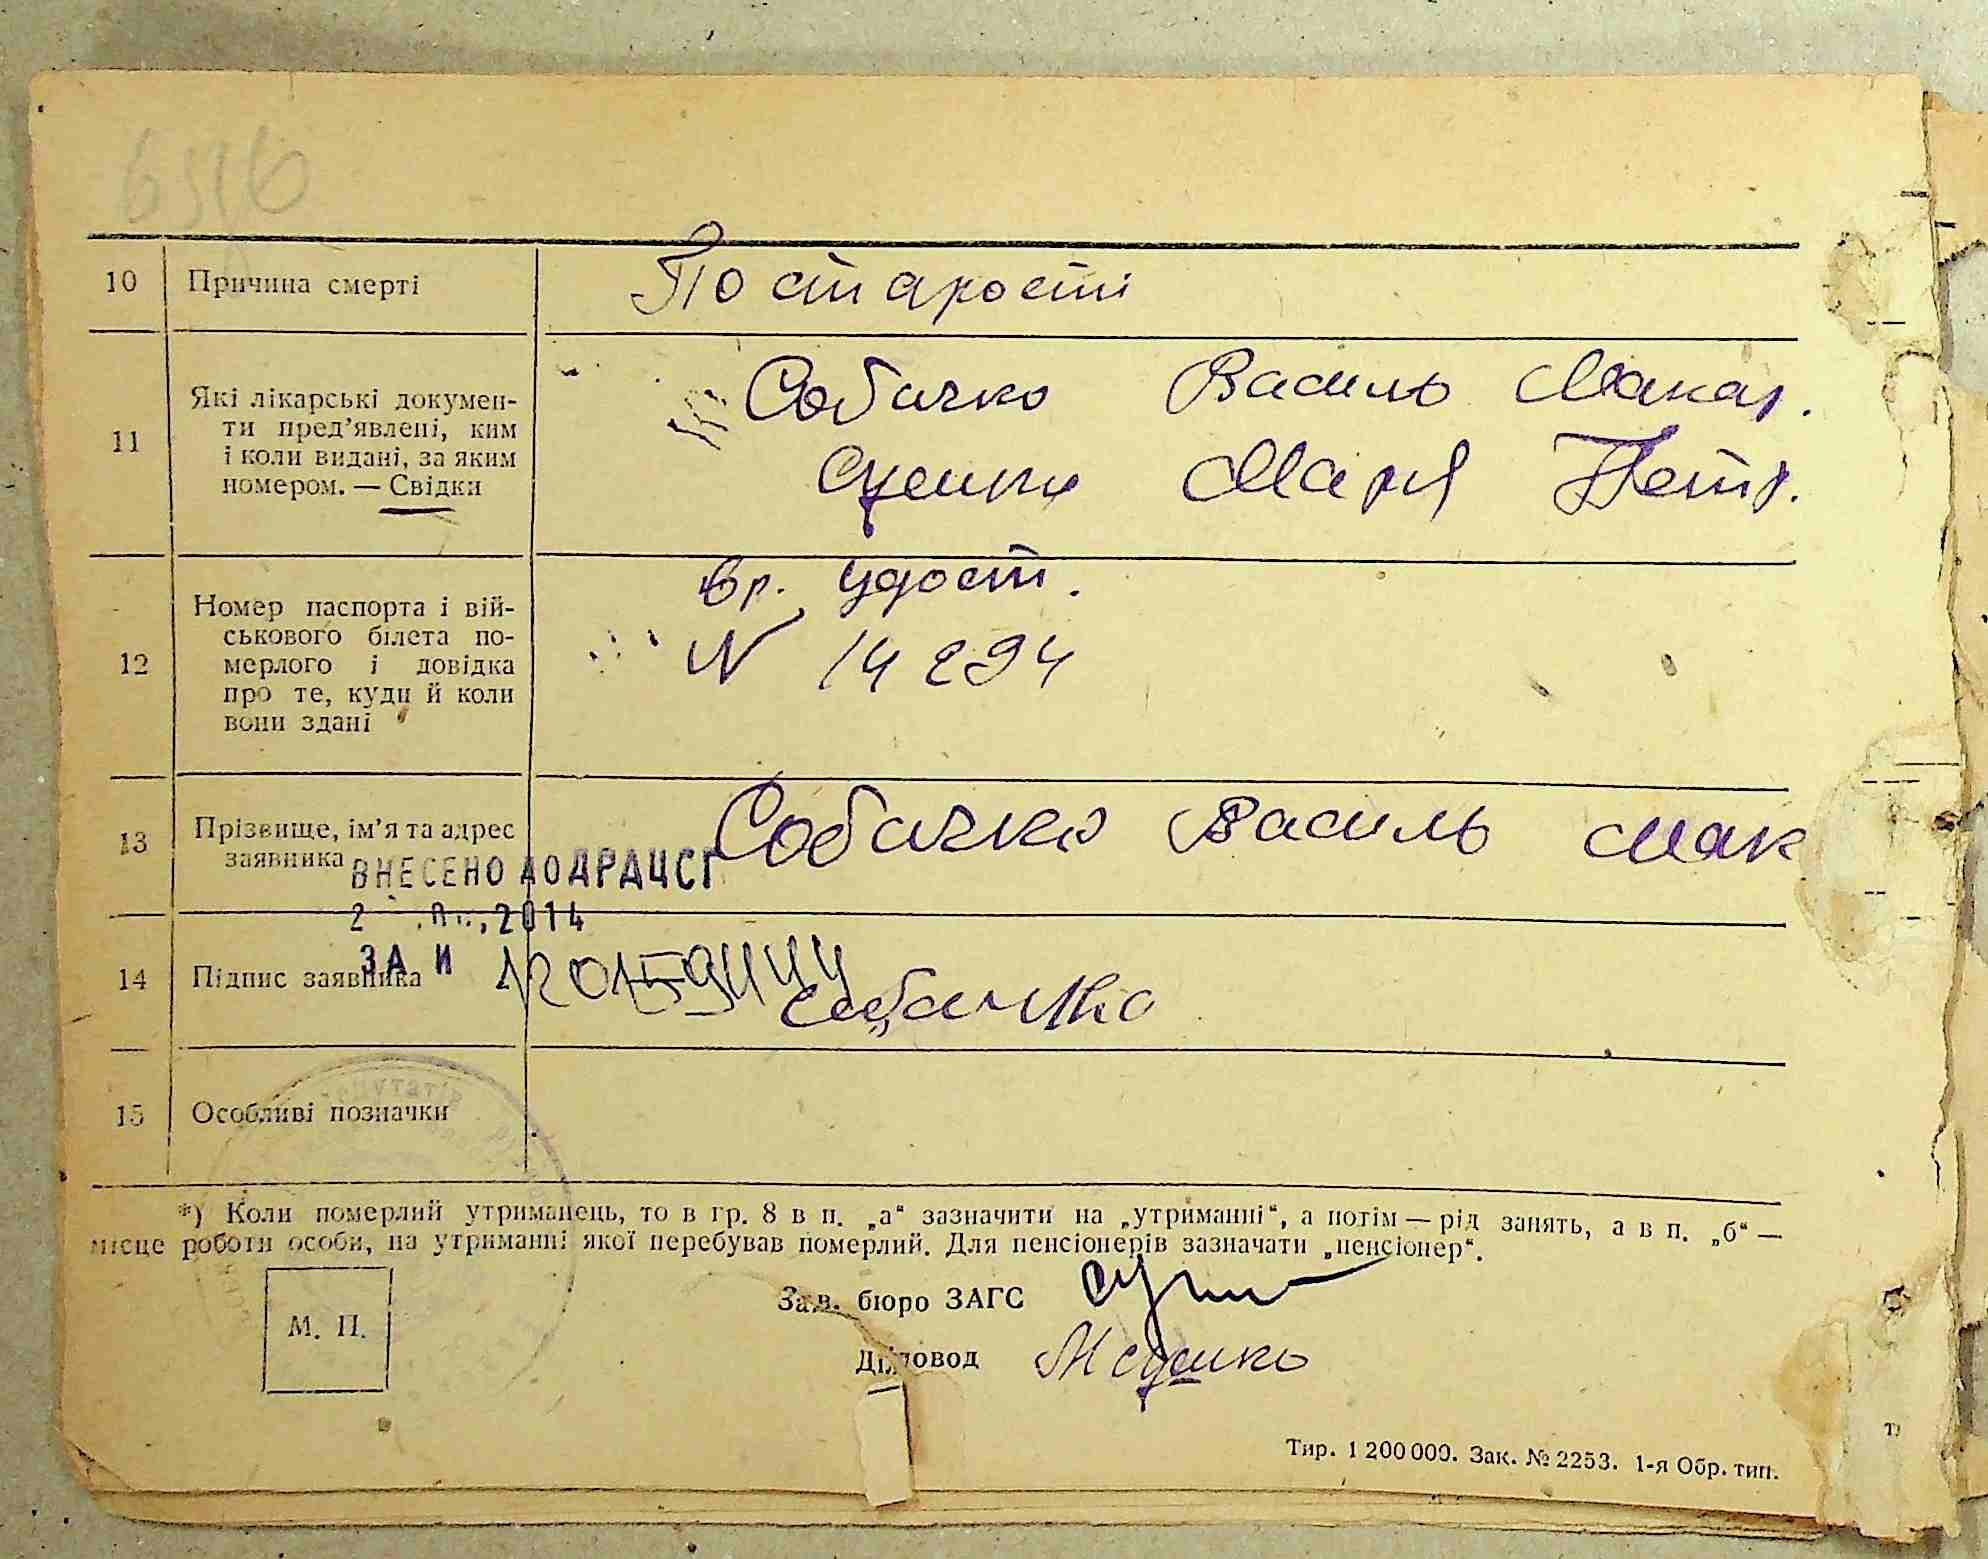 10 Причина смерті По старості
11 Які лікарські докумен-
ти пред’явлені, ким
і коли видані, за яким
номером. — Свідки
Собачко Василь Макар.
Марія Петр.
12 Номер паспорта і вій-
ськового білета по-
мерлого і довідка
про те, куди й коли
вони здані
Вр. Удост.
N 14294
13 Прізвище, ім’я та адрес
заявника
Собачко Василь Мак
ВНЕСЕНО ДО ДРАЦСГ
2014
ЗА И
14 Підпис заявника Собачко
15 Особливі позначки
*) Коли померлий утриманець, то в гр. 8 в п. „а“ зазначити на „утриманні“, а потім — рід занять, а в п. „б“ —
місце роботи особи, на утриманні якої перебував померлий. Для пенсіонерів зазначати „пенсіонер“.
М. П.
Зав. бюро ЗАГС
Діловод
Тир. 1 200 000. Зак. № 2253. 1-я Обр. тип.